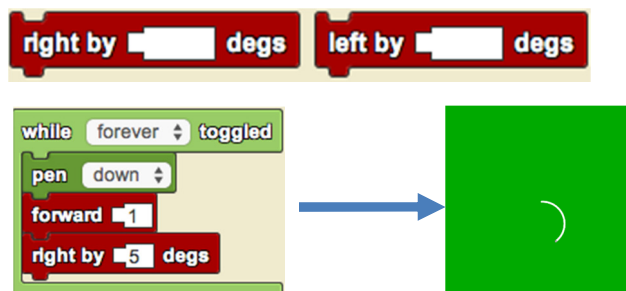 right by degs left by degs
while forever toggled
pen down
forward 1
right by 5 degs